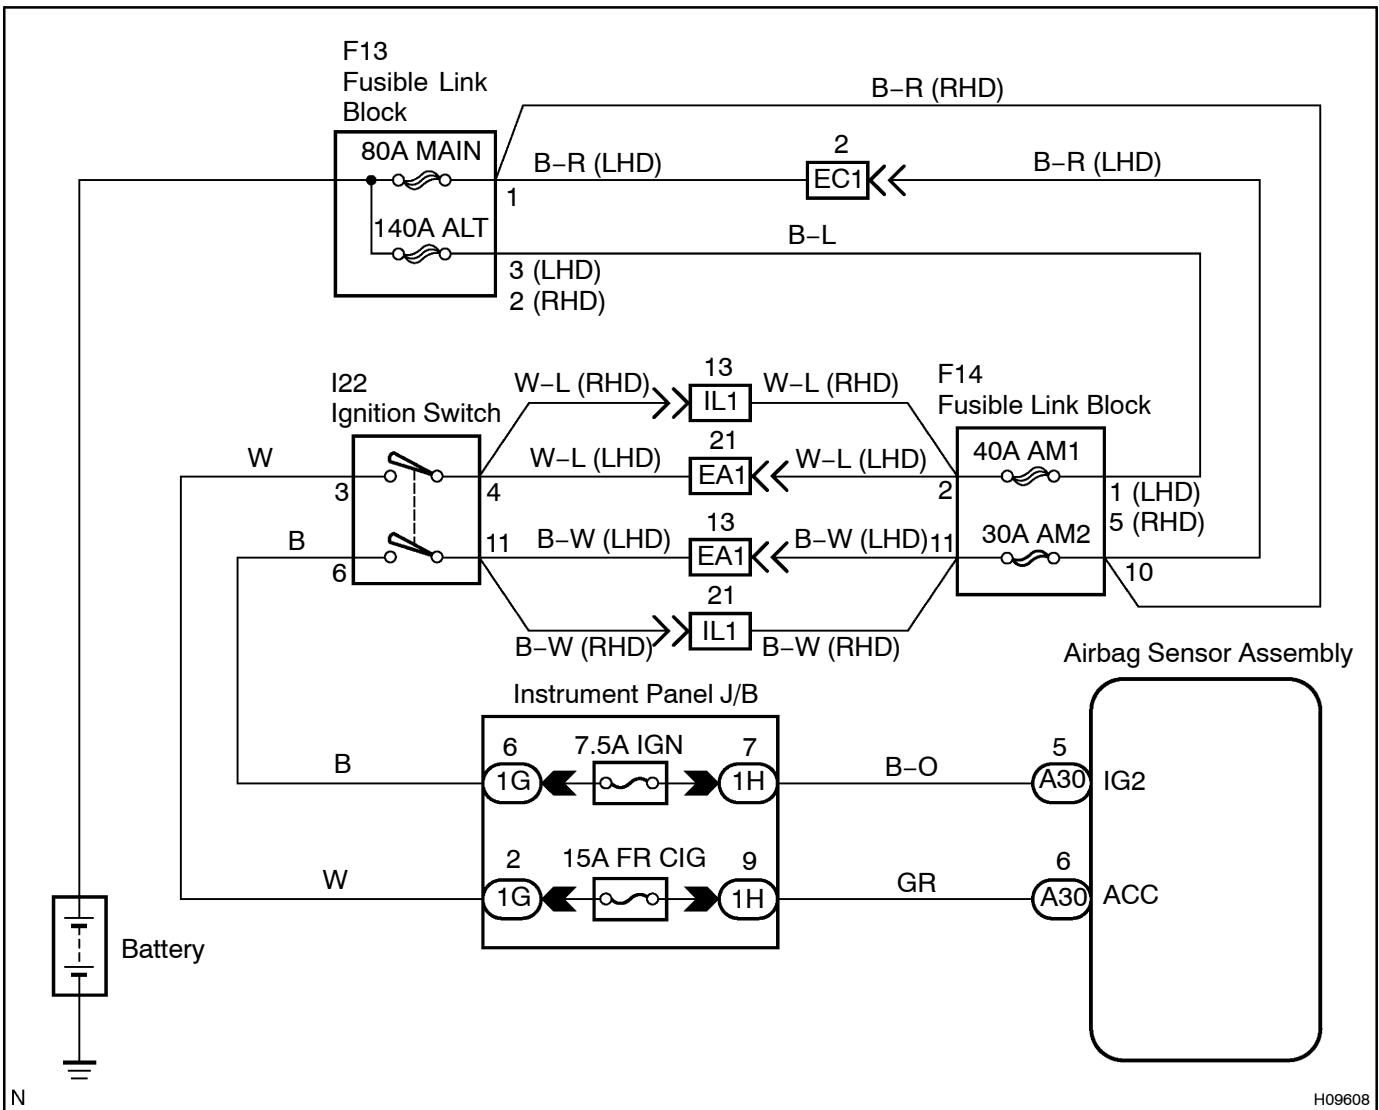 F13
Fusible Link
Block
80A MAIN
140A ALT
B−R (RHD)
B−R (LHD)
2
EC1
B−R (LHD)
1
B−L
3 (LHD)
2 (RHD)
I22
Ignition Switch
W−L (RHD)
13
IL1
W−L (RHD)
F14
Fusible Link Block
W
3
4
W−L (LHD)
21
EA1
W−L (LHD)
2
40A AM1
1 (LHD)
5 (RHD)
B
6
11
B−W (LHD)
13
EA1
B−W (LHD)
11
30A AM2
10
B−W (RHD)
21
IL1
B−W (RHD)
Airbag Sensor Assembly
Instrument Panel J/B
B
6
1G
7.5A IGN
7
1H
B−O
5
A30
IG2
W
2
1G
15A FR CIG
9
1H
GR
6
A30
ACC
Battery
N
H09608